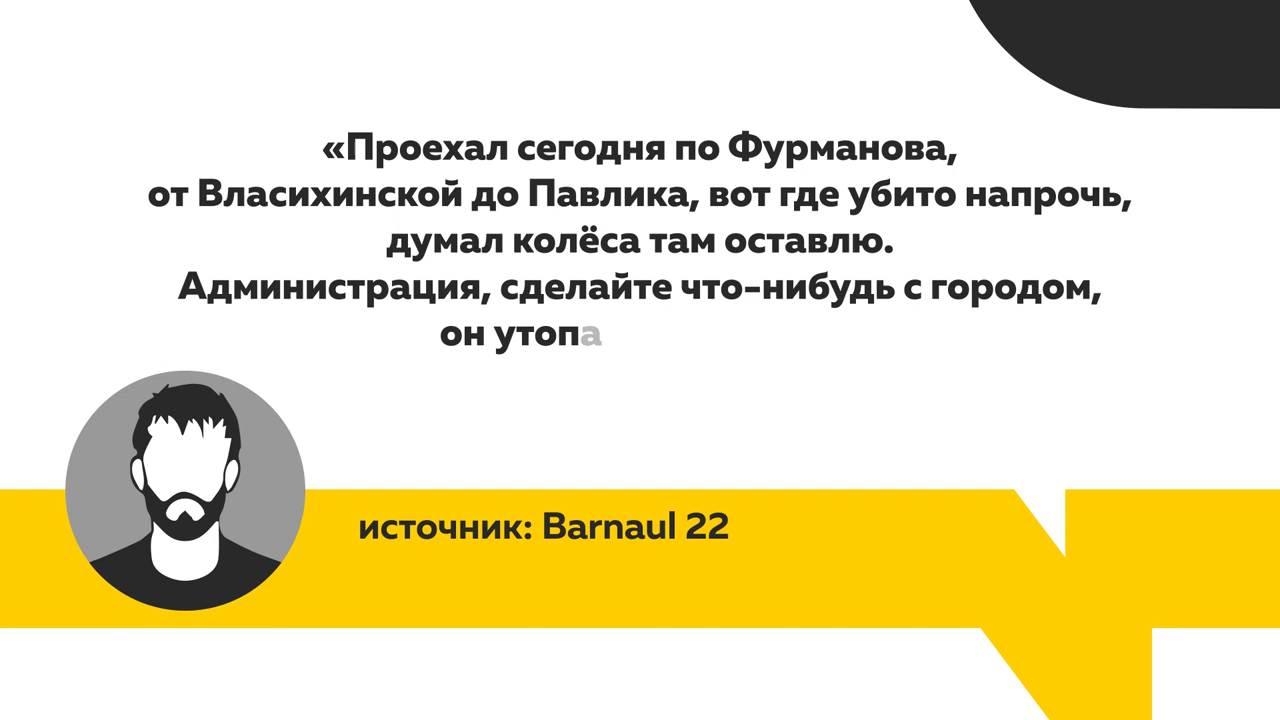 «Проехал сегодня по Фурманова,
от Власихинской до Павлика, вот где убито напрочь,
думал колёса там оставлю.
Администрация, сделайте что-нибудь с городом,
он утопа
источник: Barnaul 22